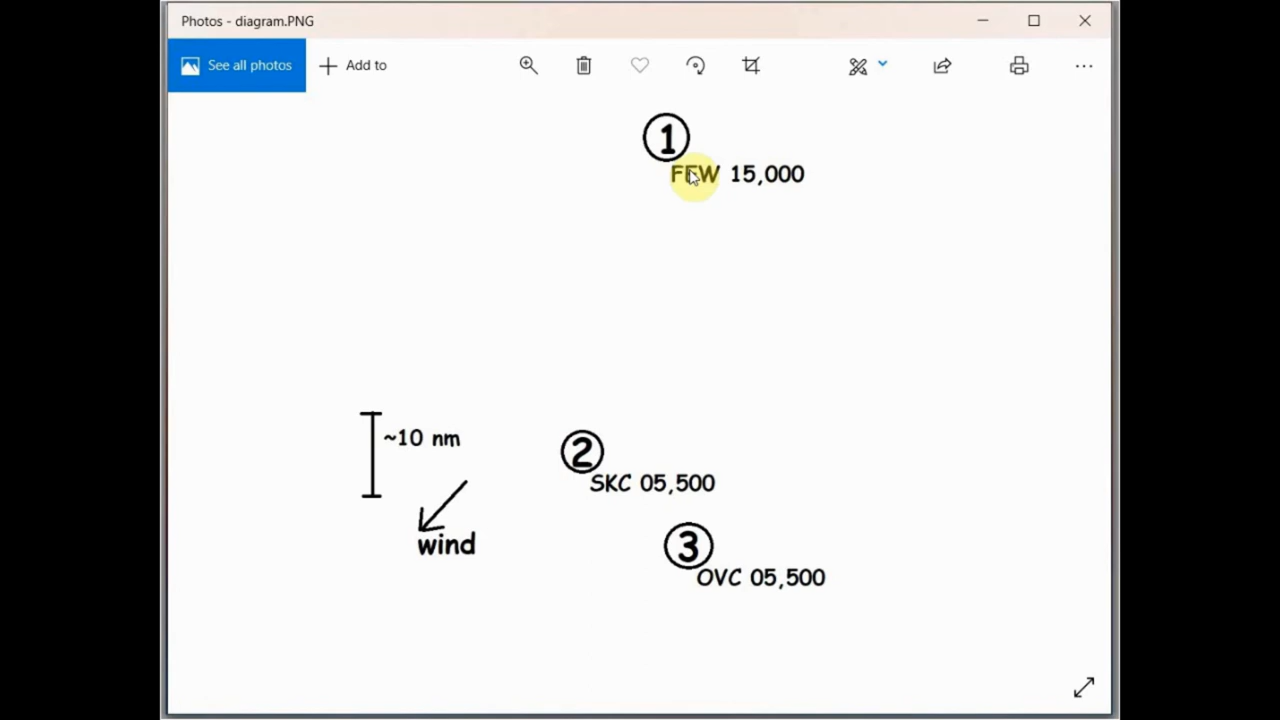 Photos - diagram.PNG
See all photos
Add to
1
FEW 15,000
~10 nm
2
SKC 05,500
wind
3
OVC 05,500